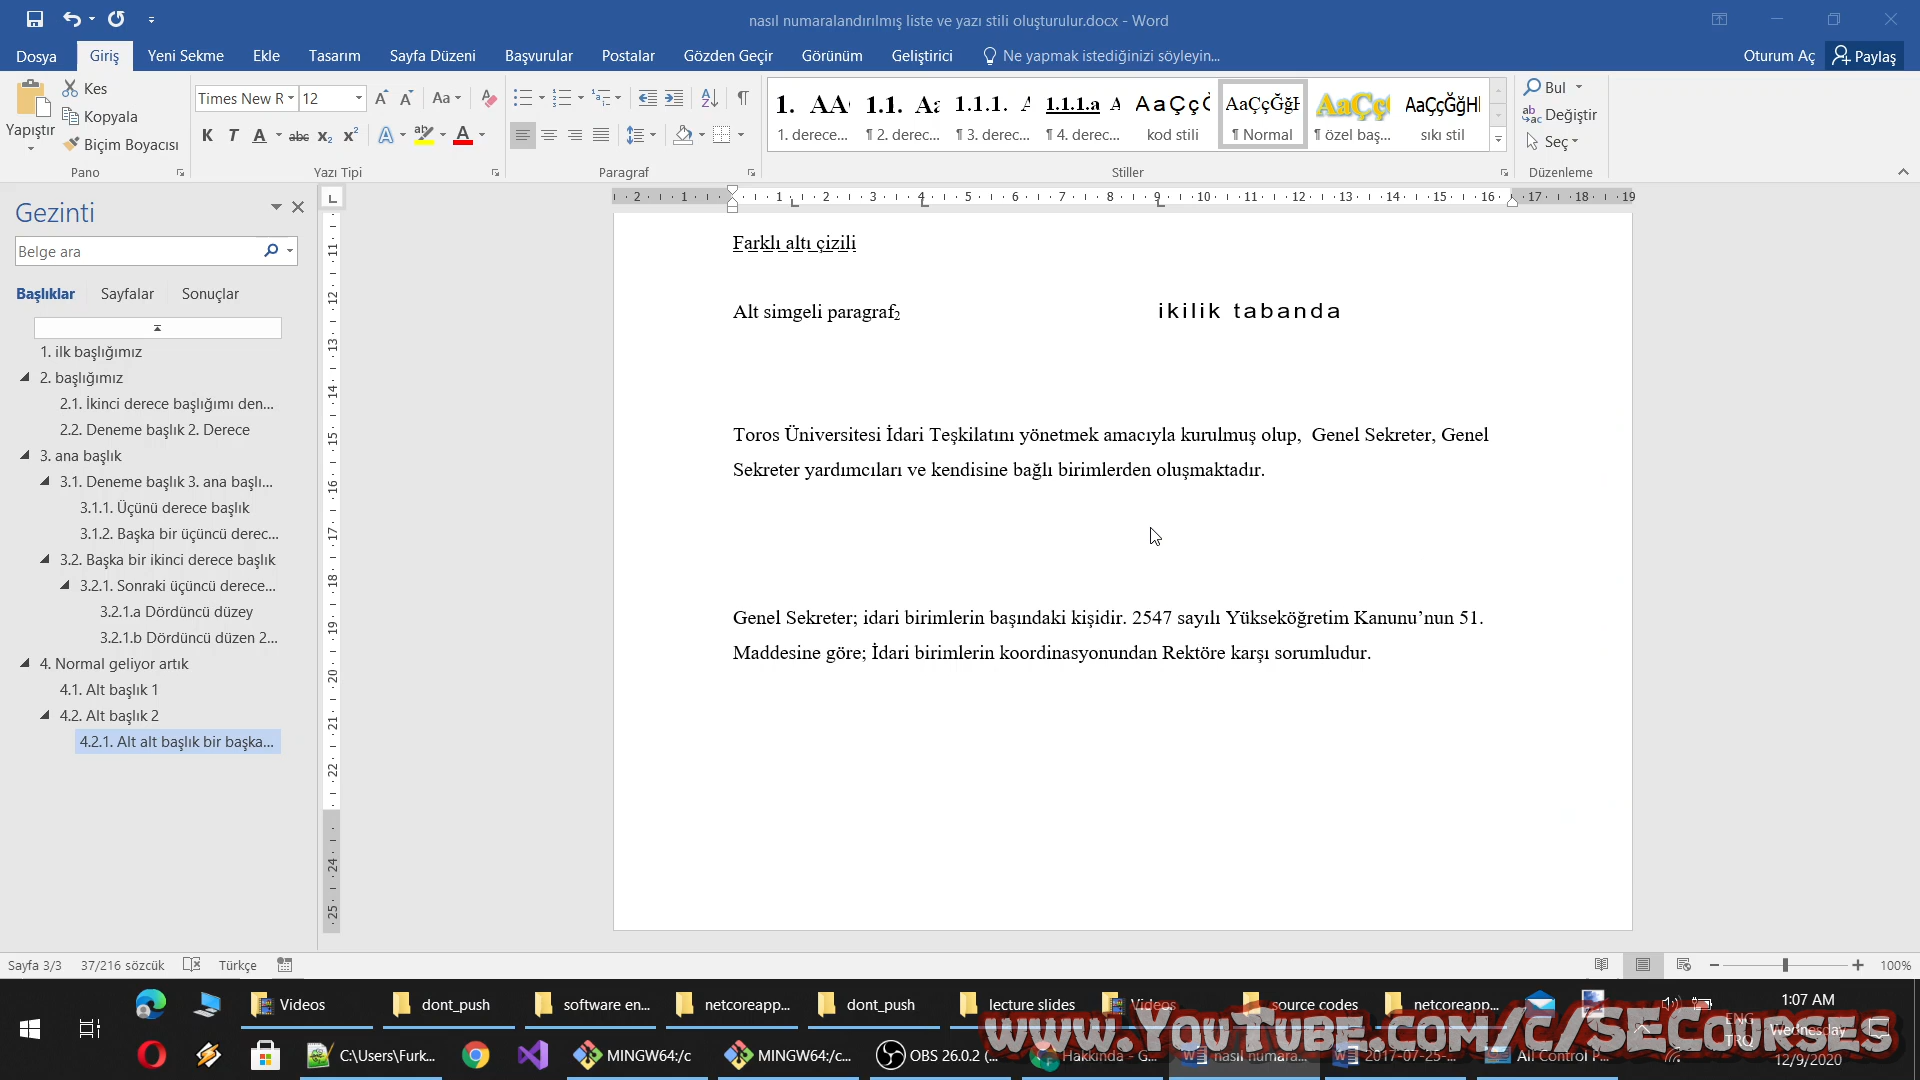 nasıl numaralandırılmış liste ve yazı stili oluşturulur.docx - Word
Dosya Giriş Yeni Sekme Ekle Tasarım Sayfa Düzeni Başvurular Postalar Gözden Geçir Görünüm Geliştirici Ne yapmak istediğinizi söyleyin... Oturum Aç Paylaş
Yapıştır
Kes
Kopyala
Biçim Boyacısı
Pano
Times New R 12
Yazı Tipi
Paragraf
1. derece... ¶ 2. derec... ¶ 3. derec... ¶ 4. derec... kod stili ¶ Normal ¶ özel baş... sıkı stil
Stiller
Bul
Değiştir
Seç
Düzenleme
Gezinti
Belge ara
Başlıklar Sayfalar Sonuçlar
1. ilk başlığımız
2. başlığımız
2.1. İkinci derece başlığımı den...
2.2. Deneme başlık 2. Derece
3. ana başlık
3.1. Deneme başlık 3. ana başlı...
3.1.1. Üçünü derece başlık
3.1.2. Başka bir üçüncü derec...
3.2. Başka bir ikinci derece başlık
3.2.1. Sonraki üçüncü derece...
3.2.1.a Dördüncü düzey
3.2.1.b Dördüncü düzen 2...
4. Normal geliyor artık
4.1. Alt başlık 1
4.2. Alt başlık 2
4.2.1. Alt alt başlık bir başka...
Farklı altı çizili
Alt simgeli paragraf₂ ikilik tabanda
Toros Üniversitesi İdari Teşkilatını yönetmek amacıyla kurulmuş olup, Genel Sekreter, Genel
Sekreter yardımcıları ve kendisine bağlı birimlerden oluşmaktadır.
Genel Sekreter; idari birimlerin başındaki kişidir. 2547 sayılı Yükseköğretim Kanunu’nun 51.
Maddesine göre; İdari birimlerin koordinasyonundan Rektöre karşı sorumludur.
Sayfa 3/3 37/216 sözcük Türkçe 100%
Videos dont_push software en... netcoreapp... dont_push lecture slides Videos source codes netcoreapp...
C:\Users\Furk... MINGW64:/c MINGW64:/c... OBS 26.0.2 (... Hakkında - G... nasıl numara... 2017-07-25-... All Control P...
ENG
TRQ
1:07 AM
Wednesday
12/9/2020
www.YouTube.com/c/SECourses